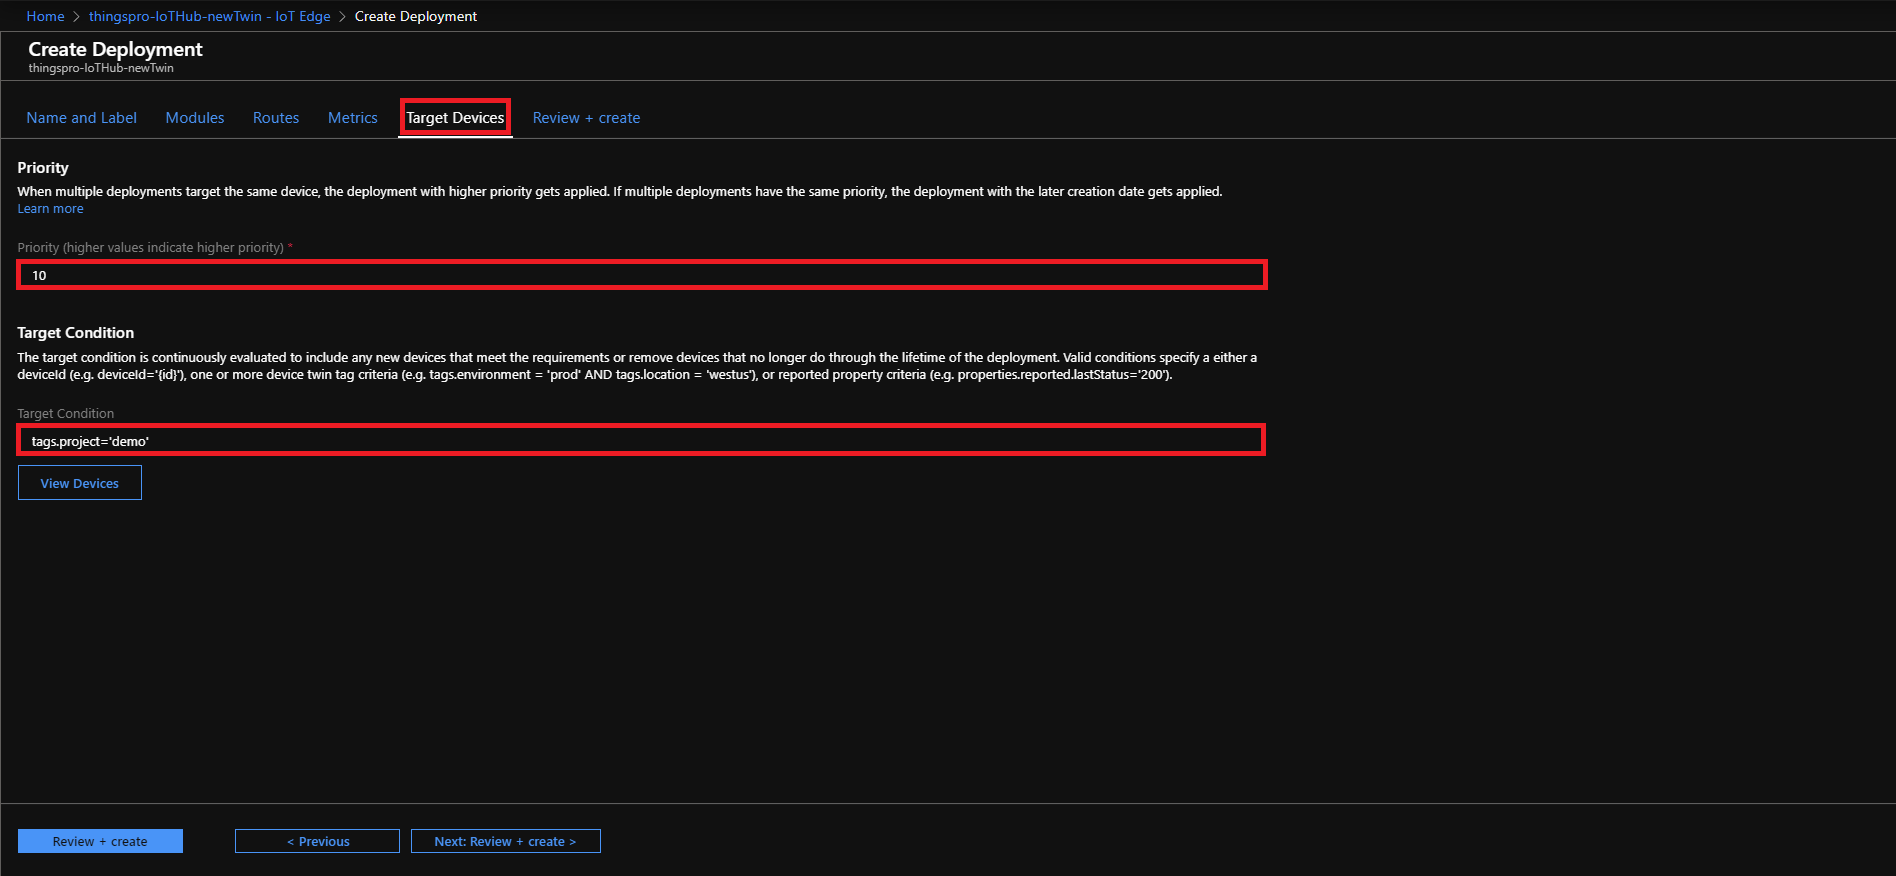 Home > thingspro-IoTHub-newTwin - IoT Edge > Create Deployment
Create Deployment
thingspro-IoTHub-newTwin
Name and Label Modules Routes Metrics Target Devices Review + create
Priority
When multiple deployments target the same device, the deployment with higher priority gets applied. If multiple deployments have the same priority, the deployment with the later creation date gets applied.
Learn more
Priority (higher values indicate higher priority) *
10
Target Condition
The target condition is continuously evaluated to include any new devices that meet the requirements or remove devices that no longer do through the lifetime of the deployment. Valid conditions specify a either a
deviceId (e.g. deviceId='{id}'), one or more device twin tag criteria (e.g. tags.environment = 'prod' AND tags.location = 'westus'), or reported property criteria (e.g. properties.reported.lastStatus='200').
Target Condition
tags.project='demo'
View Devices
Review + create < Previous Next: Review + create >